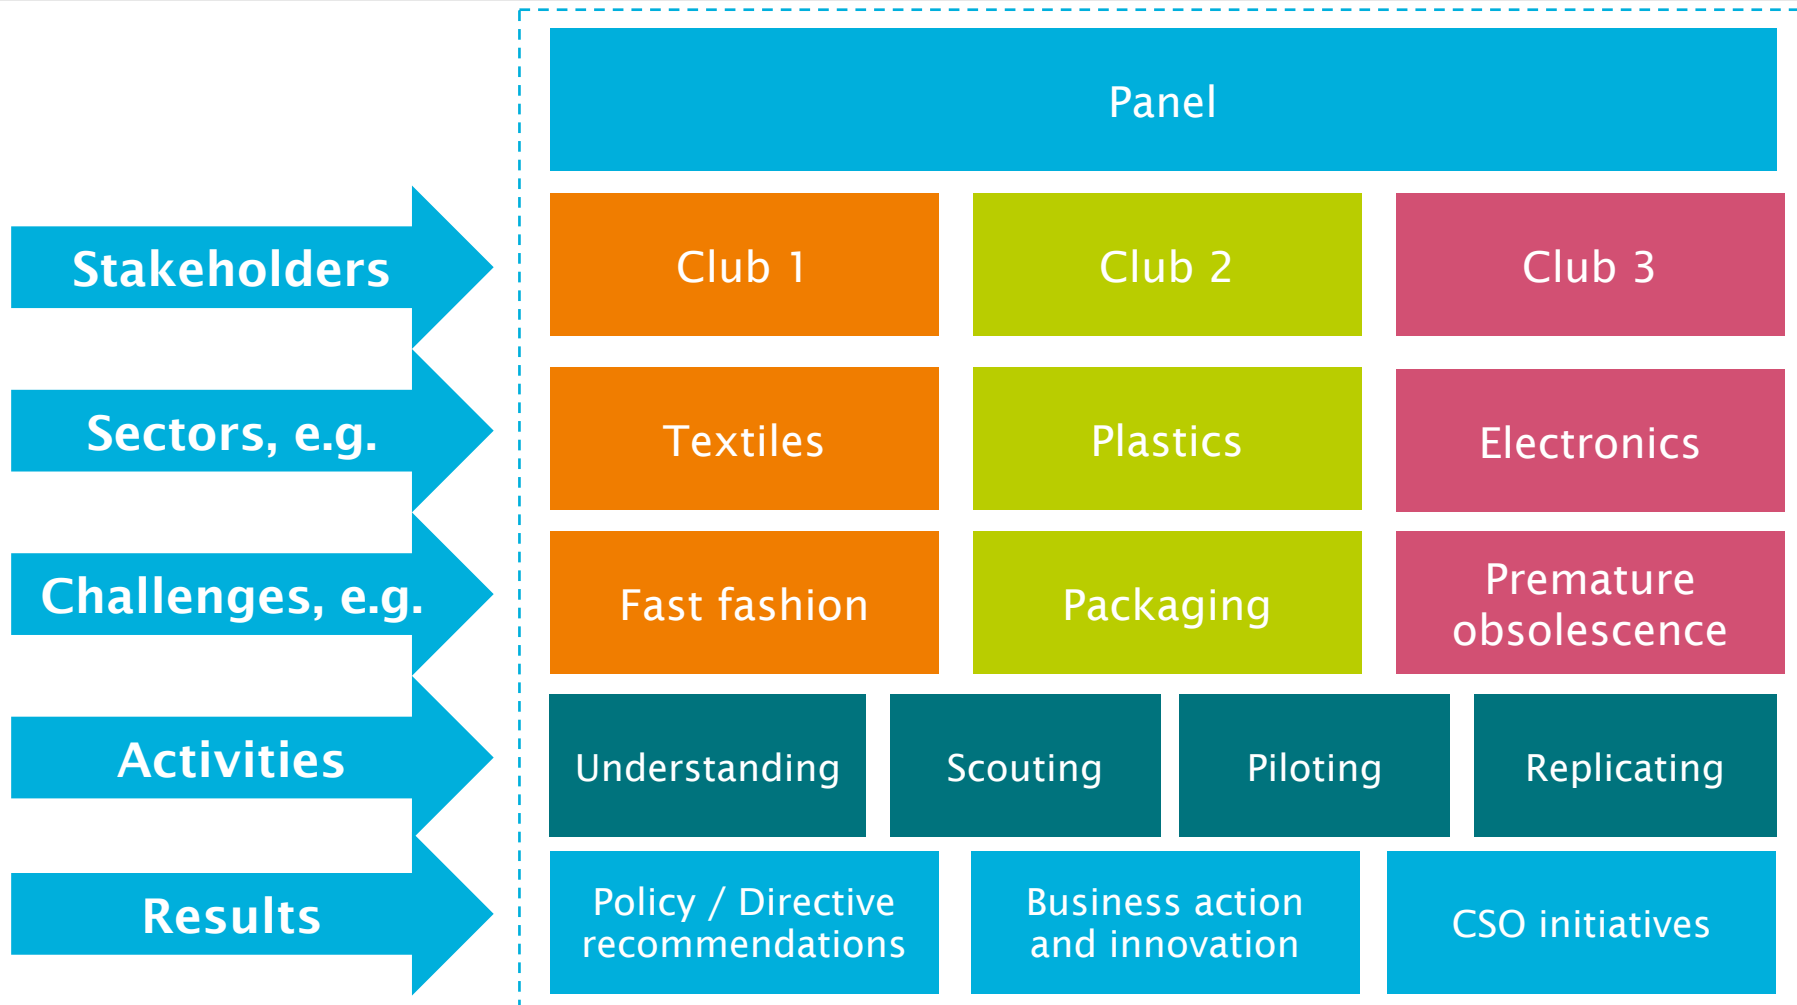 Panel
Stakeholders
Club 1
Club 2
Club 3
Sectors, e.g.
Textiles
Plastics
Electronics
Challenges, e.g.
Fast fashion
Packaging
Premature
obsolescence
Activities
Understanding
Scouting
Piloting
Replicating
Results
Policy / Directive
recommendations
Business action
and innovation
CSO initiatives